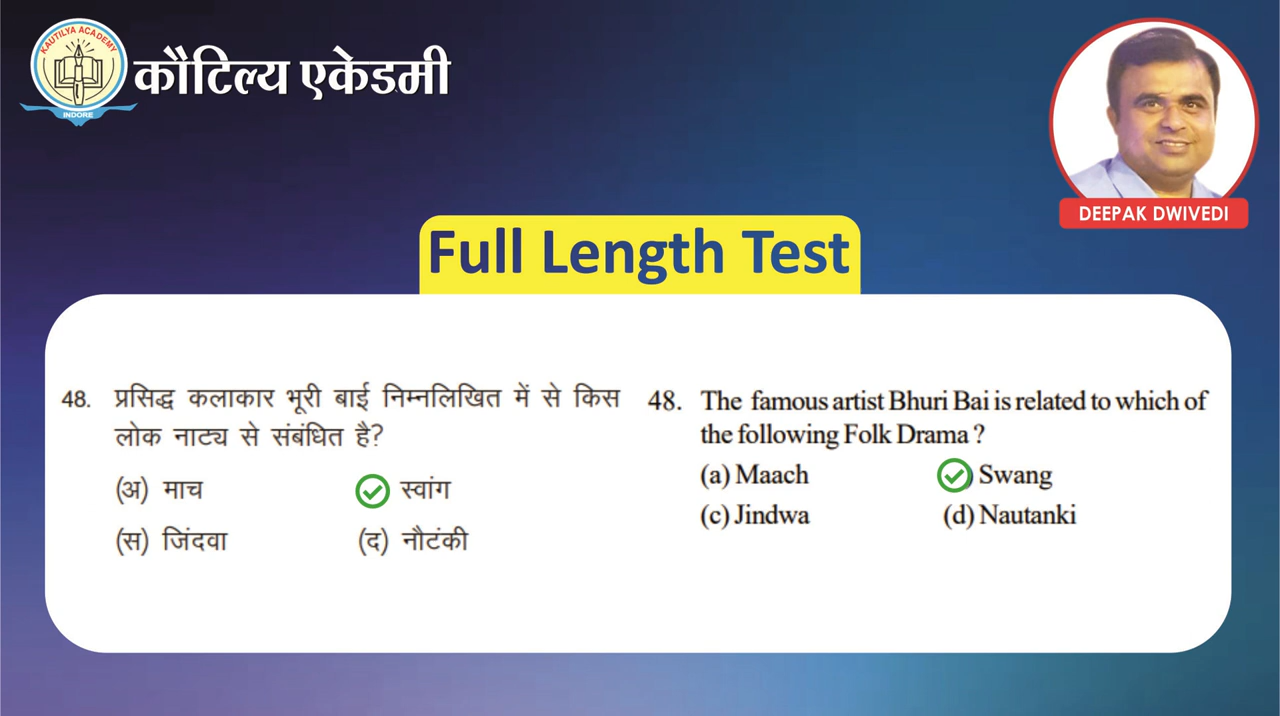 KAUTILYA ACADEMY
INDORE
कौटिल्य एकेडमी
DEEPAK DWIVEDI
Full Length Test
48. प्रसिद्ध कलाकार भूरी बाई निम्नलिखित में से किस
लोक नाट्य से संबंधित है?
(अ) माच स्वांग
(स) जिंदवा (द) नौटंकी
48. The famous artist Bhuri Bai is related to which of
the following Folk Drama ?
(a) Maach ) Swang
(c) Jindwa (d) Nautanki